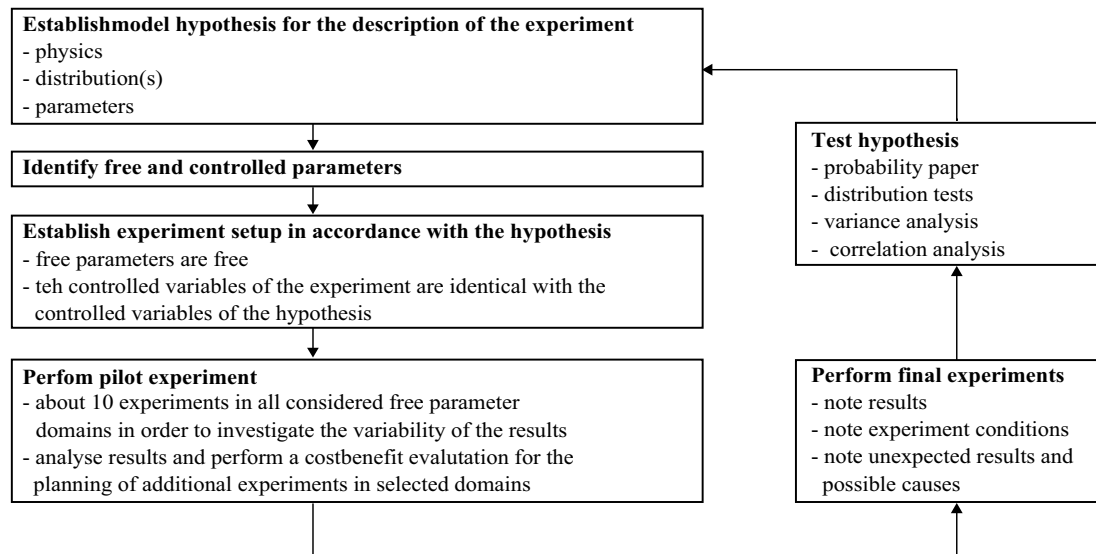 Establishmodel hypothesis for the description of the experiment
- physics
- distribution(s)
- parameters
Identify free and controlled parameters
Establish experiment setup in accordance with the hypothesis
- free parameters are free
- teh controlled variables of the experiment are identical with the
controlled variables of the hypothesis
Perfom pilot experiment
- about 10 experiments in all considered free parameter
domains in order to investigate the variability of the results
- analyse results and perform a costbenefit evalutation for the
planning of additional experiments in selected domains
Test hypothesis
- probability paper
- distribution tests
- variance analysis
- correlation analysis
Perform final experiments
- note results
- note experiment conditions
- note unexpected results and
possible causes